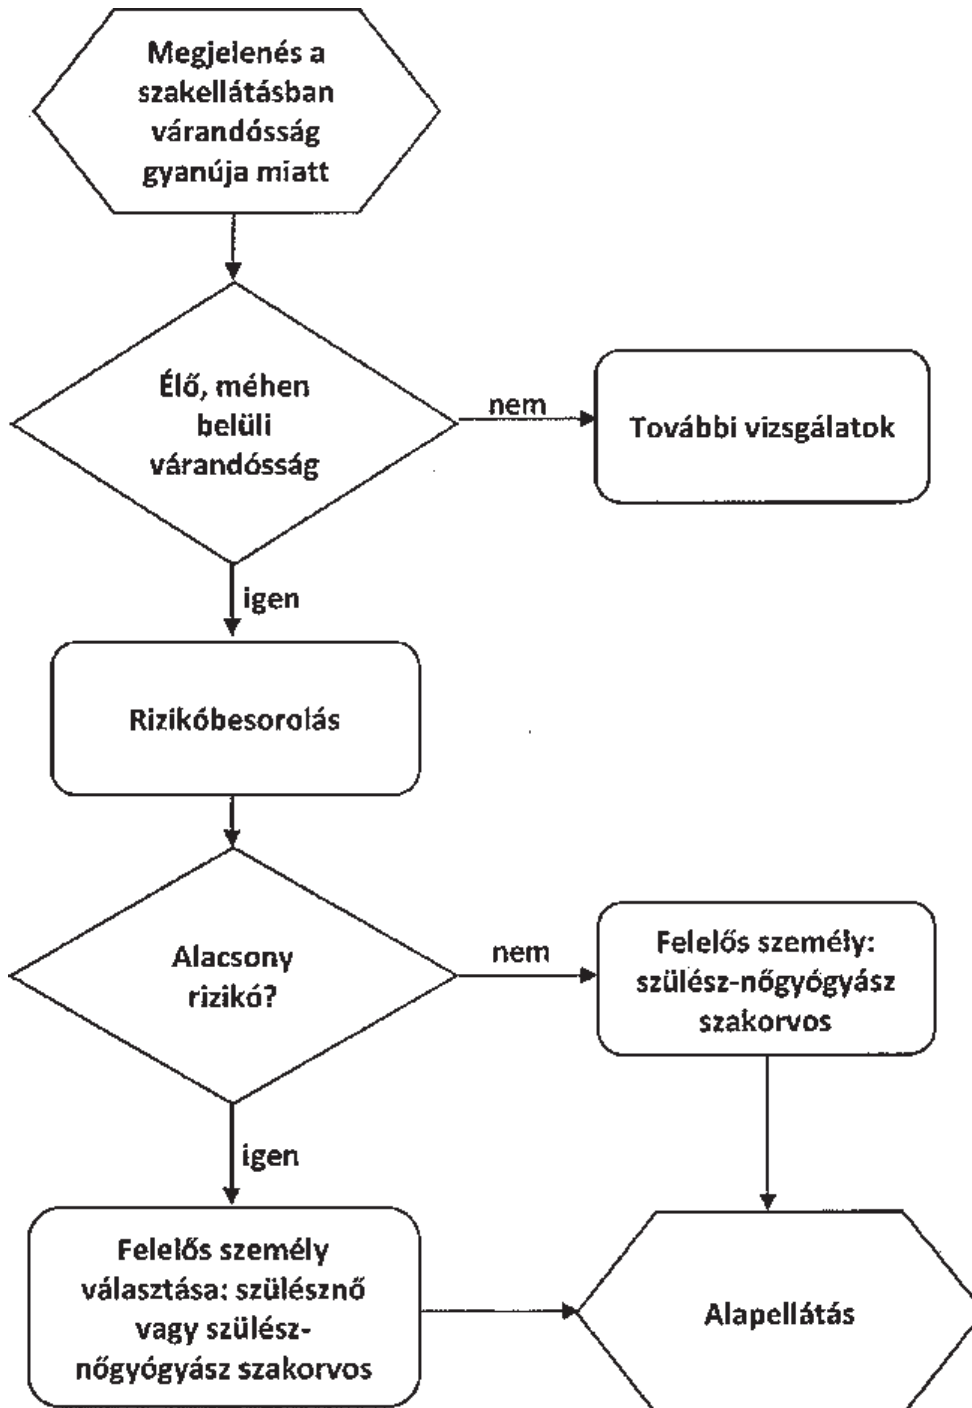 Megjelenés a
szakellátásban
várandósság
gyanúja miatt
Élő, méhen
belüli
várandósság
nem
További vizsgálatok
igen
Rizikóbesorolás
Alacsony
rizikó?
nem
Felelős személy:
szülész-nőgyógyász
szakorvos
igen
Felelős személy
választása: szülésznő
vagy szülész-
nőgyógyász szakorvos
Alapellátás